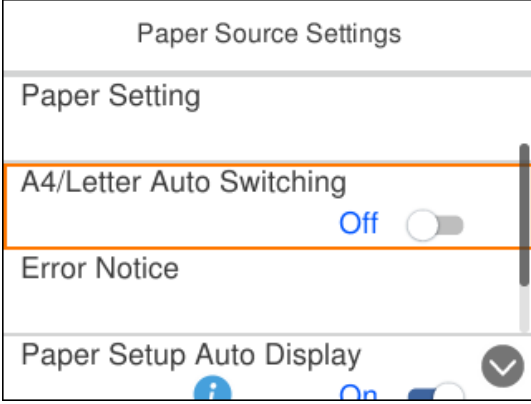 Paper Source Settings
Paper Setting
A4/Letter Auto Switching
Off
Error Notice
Paper Setup Auto Display
i On